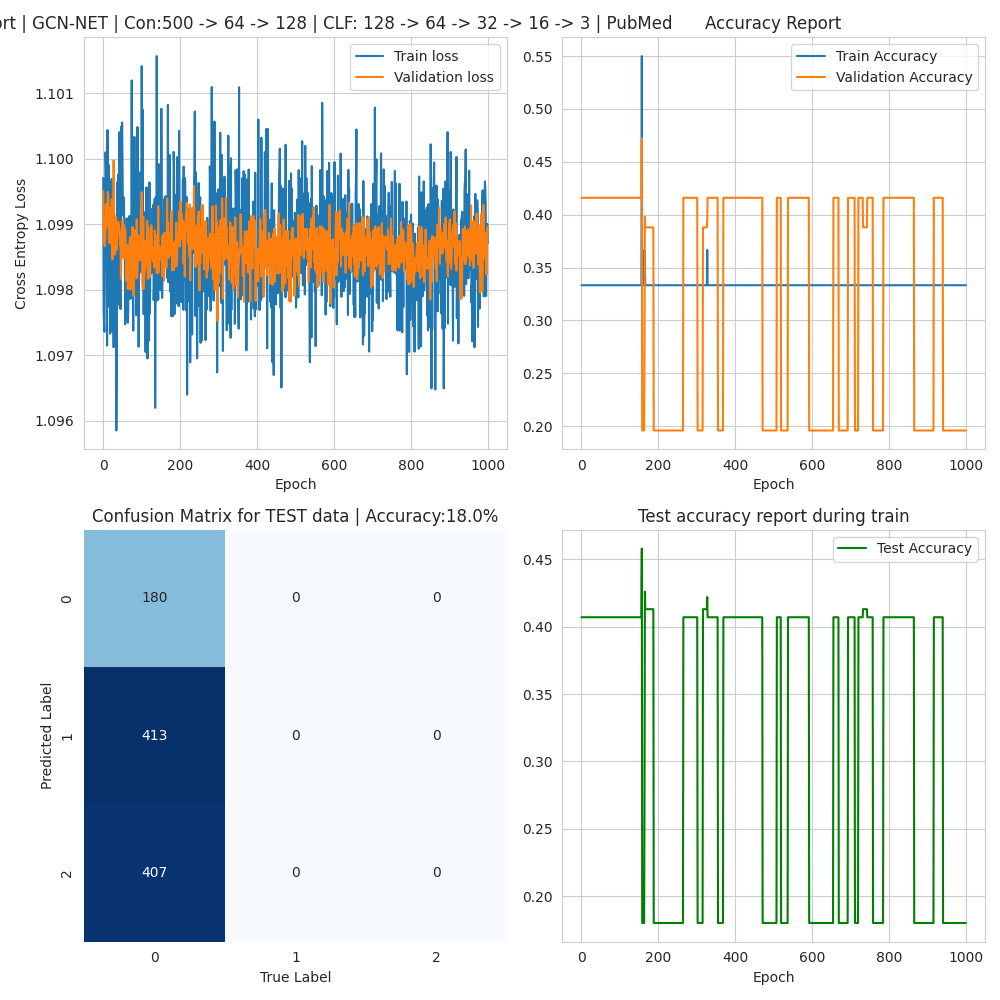 ort | GCN-NET | Con:500 -> 64 -> 128 | CLF: 128 -> 64 -> 32 -> 16 -> 3 | PubMed
Train loss
Validation loss
1.101
1.100
1.099
1.098
1.097
1.096
Cross Entropy Loss
0 200 400 600 800 1000
Epoch
Accuracy Report
Train Accuracy
Validation Accuracy
0.55
0.50
0.45
0.40
0.35
0.30
0.25
0.20
0 200 400 600 800 1000
Epoch
Confusion Matrix for TEST data | Accuracy:18.0%
0 180 0 0
1 413 0 0
2 407 0 0
Predicted Label
0 1 2
True Label
Test accuracy report during train
Test Accuracy
0.45
0.40
0.35
0.30
0.25
0.20
0 200 400 600 800 1000
Epoch